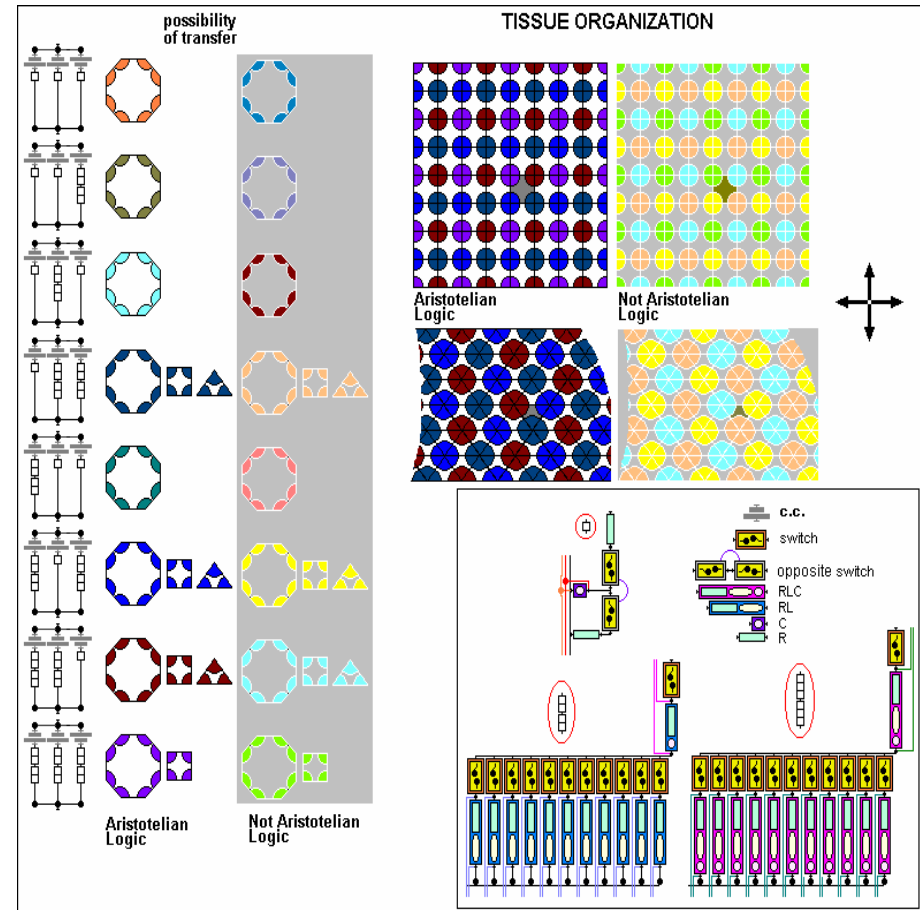 possibility
of transfer
TISSUE ORGANIZATION
Aristotelian
Logic
Not Aristotelian
Logic
c.c.
switch
opposite switch
RLC
RL
C
R
Aristotelian
Logic
Not Aristotelian
Logic